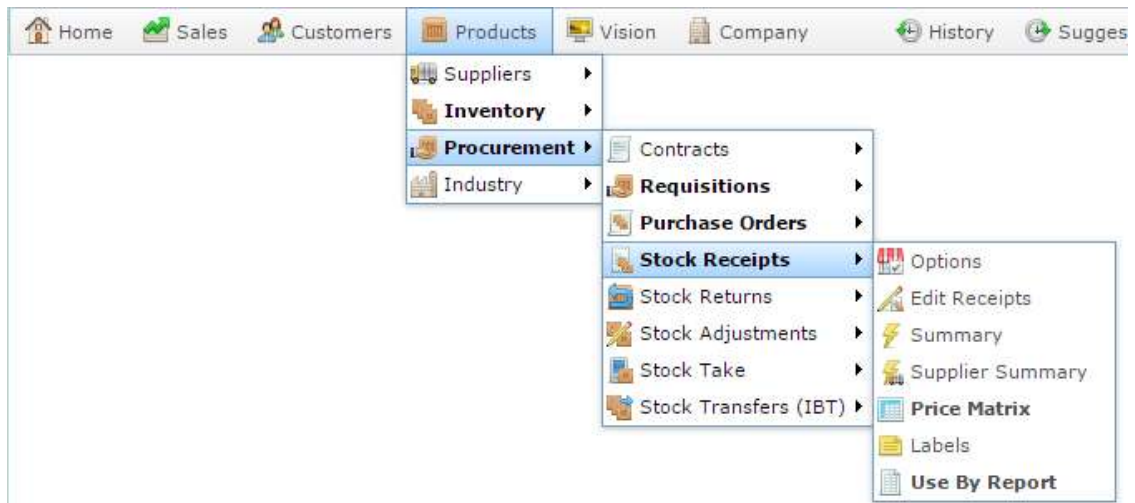 Home Sales Customers Products Vision Company History Sugges
Suppliers
Inventory
Procurement
Industry
Contracts
Requisitions
Purchase Orders
Stock Receipts
Stock Returns
Stock Adjustments
Stock Take
Stock Transfers (IBT)
Options
Edit Receipts
Summary
Supplier Summary
Price Matrix
Labels
Use By Report